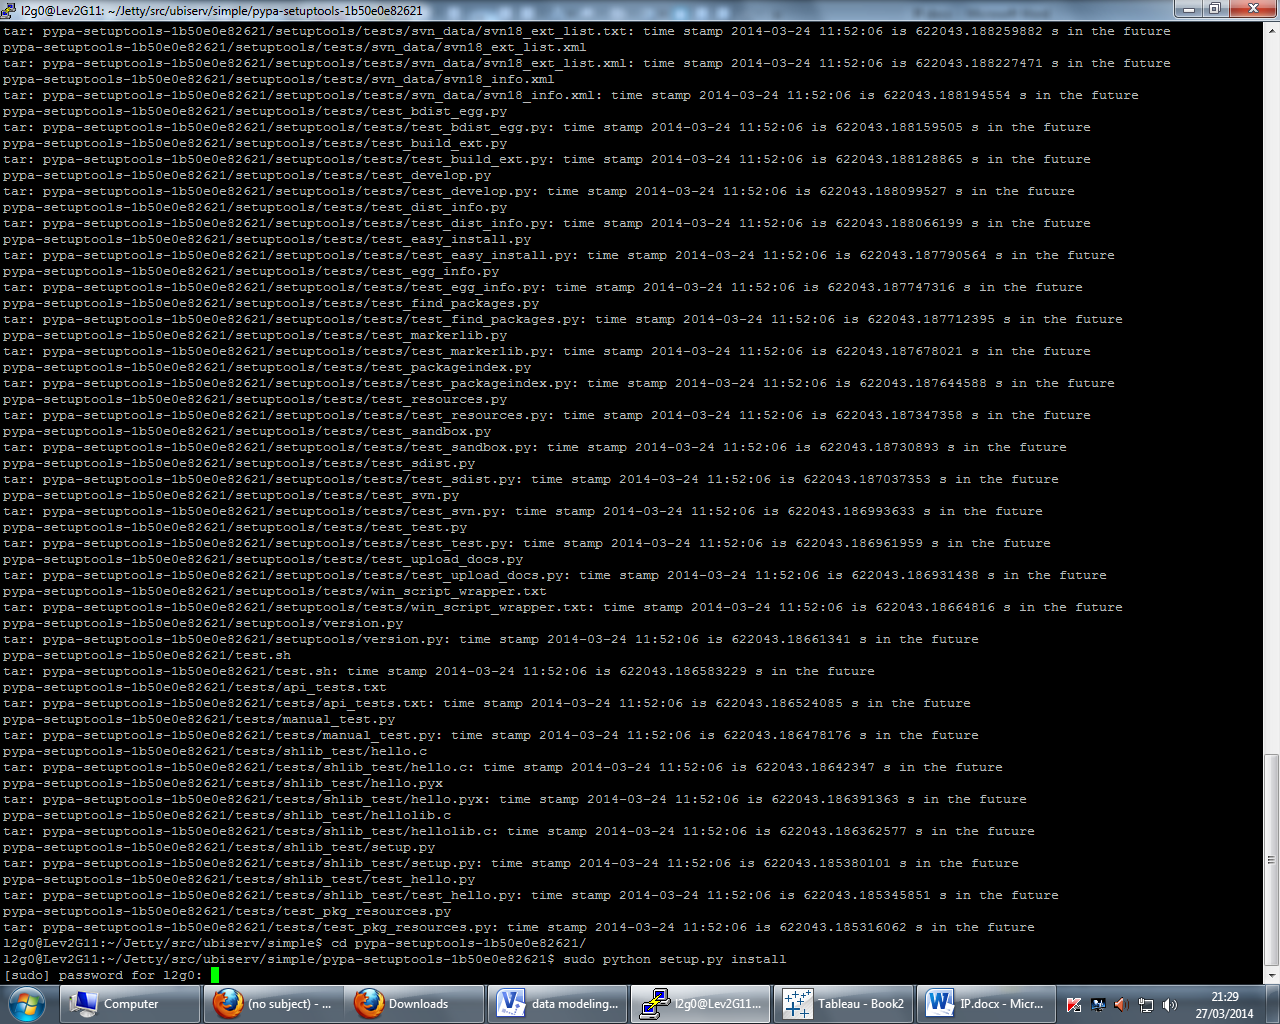 l2g0@Lev2G11: ~/Jetty/src/ubiserv/simple/pypa-setuptools-1b50e0e82621
tar: pypa-setuptools-1b50e0e82621/setuptools/tests/svn_data/svn18_ext_list.txt: time stamp 2014-03-24 11:52:06 is 622043.188259882 s in the future
pypa-setuptools-1b50e0e82621/setuptools/tests/svn_data/svn18_ext_list.xml
tar: pypa-setuptools-1b50e0e82621/setuptools/tests/svn_data/svn18_ext_list.xml: time stamp 2014-03-24 11:52:06 is 622043.188227471 s in the future
pypa-setuptools-1b50e0e82621/setuptools/tests/svn_data/svn18_info.xml
tar: pypa-setuptools-1b50e0e82621/setuptools/tests/svn_data/svn18_info.xml: time stamp 2014-03-24 11:52:06 is 622043.188194554 s in the future
pypa-setuptools-1b50e0e82621/setuptools/tests/test_bdist_egg.py
tar: pypa-setuptools-1b50e0e82621/setuptools/tests/test_bdist_egg.py: time stamp 2014-03-24 11:52:06 is 622043.188159505 s in the future
pypa-setuptools-1b50e0e82621/setuptools/tests/test_build_ext.py
tar: pypa-setuptools-1b50e0e82621/setuptools/tests/test_build_ext.py: time stamp 2014-03-24 11:52:06 is 622043.188128865 s in the future
pypa-setuptools-1b50e0e82621/setuptools/tests/test_develop.py
tar: pypa-setuptools-1b50e0e82621/setuptools/tests/test_develop.py: time stamp 2014-03-24 11:52:06 is 622043.188099527 s in the future
pypa-setuptools-1b50e0e82621/setuptools/tests/test_dist_info.py
tar: pypa-setuptools-1b50e0e82621/setuptools/tests/test_dist_info.py: time stamp 2014-03-24 11:52:06 is 622043.188066199 s in the future
pypa-setuptools-1b50e0e82621/setuptools/tests/test_easy_install.py
tar: pypa-setuptools-1b50e0e82621/setuptools/tests/test_easy_install.py: time stamp 2014-03-24 11:52:06 is 622043.187790564 s in the future
pypa-setuptools-1b50e0e82621/setuptools/tests/test_egg_info.py
tar: pypa-setuptools-1b50e0e82621/setuptools/tests/test_egg_info.py: time stamp 2014-03-24 11:52:06 is 622043.187747316 s in the future
pypa-setuptools-1b50e0e82621/setuptools/tests/test_find_packages.py
tar: pypa-setuptools-1b50e0e82621/setuptools/tests/test_find_packages.py: time stamp 2014-03-24 11:52:06 is 622043.187712395 s in the future
pypa-setuptools-1b50e0e82621/setuptools/tests/test_markerlib.py
tar: pypa-setuptools-1b50e0e82621/setuptools/tests/test_markerlib.py: time stamp 2014-03-24 11:52:06 is 622043.187678021 s in the future
pypa-setuptools-1b50e0e82621/setuptools/tests/test_packageindex.py
tar: pypa-setuptools-1b50e0e82621/setuptools/tests/test_packageindex.py: time stamp 2014-03-24 11:52:06 is 622043.187644588 s in the future
pypa-setuptools-1b50e0e82621/setuptools/tests/test_resources.py
tar: pypa-setuptools-1b50e0e82621/setuptools/tests/test_resources.py: time stamp 2014-03-24 11:52:06 is 622043.187347358 s in the future
pypa-setuptools-1b50e0e82621/setuptools/tests/test_sandbox.py
tar: pypa-setuptools-1b50e0e82621/setuptools/tests/test_sandbox.py: time stamp 2014-03-24 11:52:06 is 622043.18730893 s in the future
pypa-setuptools-1b50e0e82621/setuptools/tests/test_sdist.py
tar: pypa-setuptools-1b50e0e82621/setuptools/tests/test_sdist.py: time stamp 2014-03-24 11:52:06 is 622043.187037353 s in the future
pypa-setuptools-1b50e0e82621/setuptools/tests/test_svn.py
tar: pypa-setuptools-1b50e0e82621/setuptools/tests/test_svn.py: time stamp 2014-03-24 11:52:06 is 622043.186993633 s in the future
pypa-setuptools-1b50e0e82621/setuptools/tests/test_test.py
tar: pypa-setuptools-1b50e0e82621/setuptools/tests/test_test.py: time stamp 2014-03-24 11:52:06 is 622043.186961959 s in the future
pypa-setuptools-1b50e0e82621/setuptools/tests/test_upload_docs.py
tar: pypa-setuptools-1b50e0e82621/setuptools/tests/test_upload_docs.py: time stamp 2014-03-24 11:52:06 is 622043.186931438 s in the future
pypa-setuptools-1b50e0e82621/setuptools/tests/win_script_wrapper.txt
tar: pypa-setuptools-1b50e0e82621/setuptools/tests/win_script_wrapper.txt: time stamp 2014-03-24 11:52:06 is 622043.18664816 s in the future
pypa-setuptools-1b50e0e82621/setuptools/version.py
tar: pypa-setuptools-1b50e0e82621/setuptools/version.py: time stamp 2014-03-24 11:52:06 is 622043.18661341 s in the future
pypa-setuptools-1b50e0e82621/test.sh
tar: pypa-setuptools-1b50e0e82621/test.sh: time stamp 2014-03-24 11:52:06 is 622043.186583229 s in the future
pypa-setuptools-1b50e0e82621/tests/api_tests.txt
tar: pypa-setuptools-1b50e0e82621/tests/api_tests.txt: time stamp 2014-03-24 11:52:06 is 622043.186524085 s in the future
pypa-setuptools-1b50e0e82621/tests/manual_test.py
tar: pypa-setuptools-1b50e0e82621/tests/manual_test.py: time stamp 2014-03-24 11:52:06 is 622043.186478176 s in the future
pypa-setuptools-1b50e0e82621/tests/shlib_test/hello.c
tar: pypa-setuptools-1b50e0e82621/tests/shlib_test/hello.c: time stamp 2014-03-24 11:52:06 is 622043.18642347 s in the future
pypa-setuptools-1b50e0e82621/tests/shlib_test/hello.pyx
tar: pypa-setuptools-1b50e0e82621/tests/shlib_test/hello.pyx: time stamp 2014-03-24 11:52:06 is 622043.186391363 s in the future
pypa-setuptools-1b50e0e82621/tests/shlib_test/hellolib.c
tar: pypa-setuptools-1b50e0e82621/tests/shlib_test/hellolib.c: time stamp 2014-03-24 11:52:06 is 622043.186362577 s in the future
pypa-setuptools-1b50e0e82621/tests/shlib_test/setup.py
tar: pypa-setuptools-1b50e0e82621/tests/shlib_test/setup.py: time stamp 2014-03-24 11:52:06 is 622043.185380101 s in the future
pypa-setuptools-1b50e0e82621/tests/shlib_test/test_hello.py
tar: pypa-setuptools-1b50e0e82621/tests/shlib_test/test_hello.py: time stamp 2014-03-24 11:52:06 is 622043.185345851 s in the future
pypa-setuptools-1b50e0e82621/tests/test_pkg_resources.py
tar: pypa-setuptools-1b50e0e82621/tests/test_pkg_resources.py: time stamp 2014-03-24 11:52:06 is 622043.185316062 s in the future
l2g0@Lev2G11:~/Jetty/src/ubiserv/simple$ cd pypa-setuptools-1b50e0e82621/
l2g0@Lev2G11:~/Jetty/src/ubiserv/simple/pypa-setuptools-1b50e0e82621$ sudo python setup.py install
[sudo] password for l2g0:
Computer
(no subject) - ...
Downloads
data modeling...
l2g0@Lev2G11...
Tableau - Book2
IP.docx - Micr...
21:29
27/03/2014